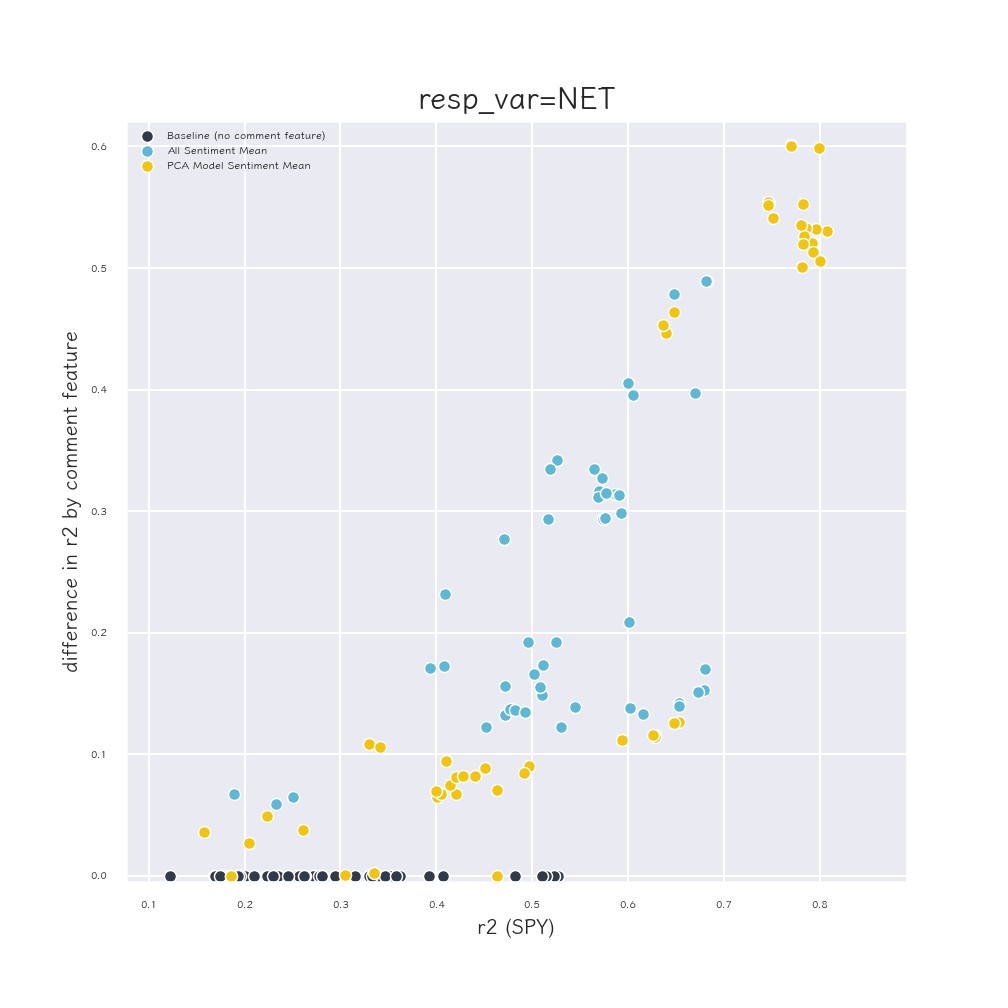 resp_var=NET
Baseline (no comment feature)
All Sentiment Mean
PCA Model Sentiment Mean
difference in r2 by comment feature
0.6
0.5
0.4
0.3
0.2
0.1
0.0
0.1 0.2 0.3 0.4 0.5 0.6 0.7 0.8
r2 (SPY)